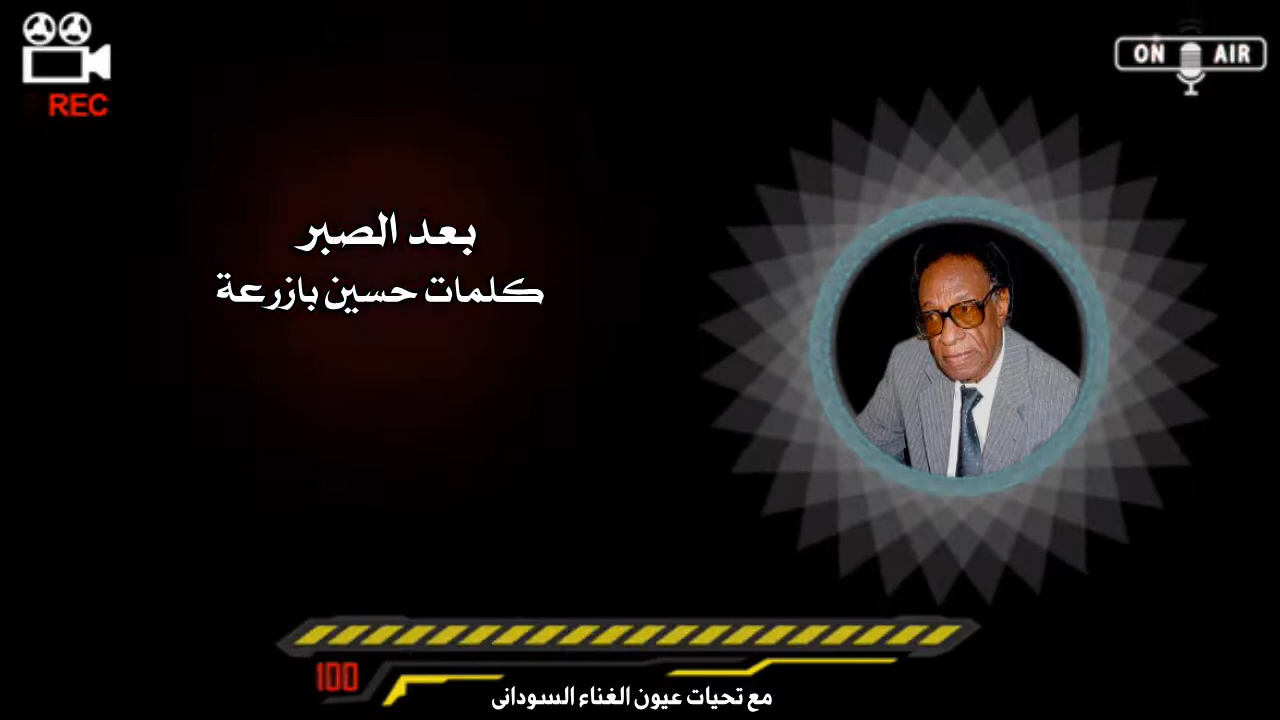 REC
ON AIR
بعد الصبر
كلمات حسين بازرعة
100
مع تحيات عيون الغناء السودانى